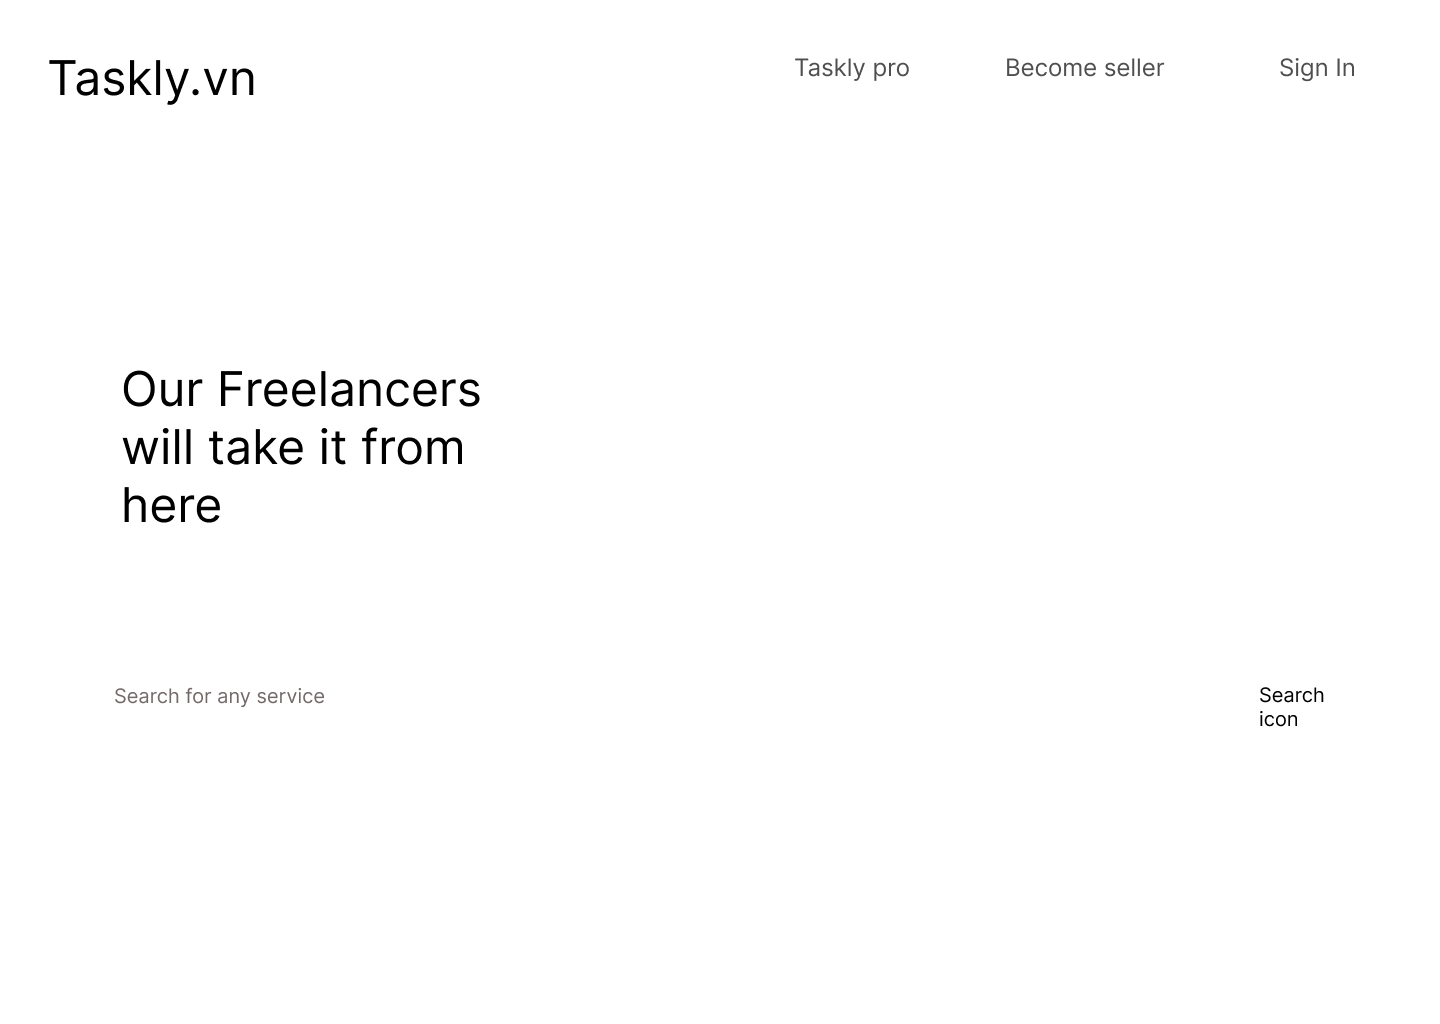 Taskly.vn
Taskly pro
Become seller
Sign In
Our Freelancers
will take it from
here
Search for any service
Search
icon